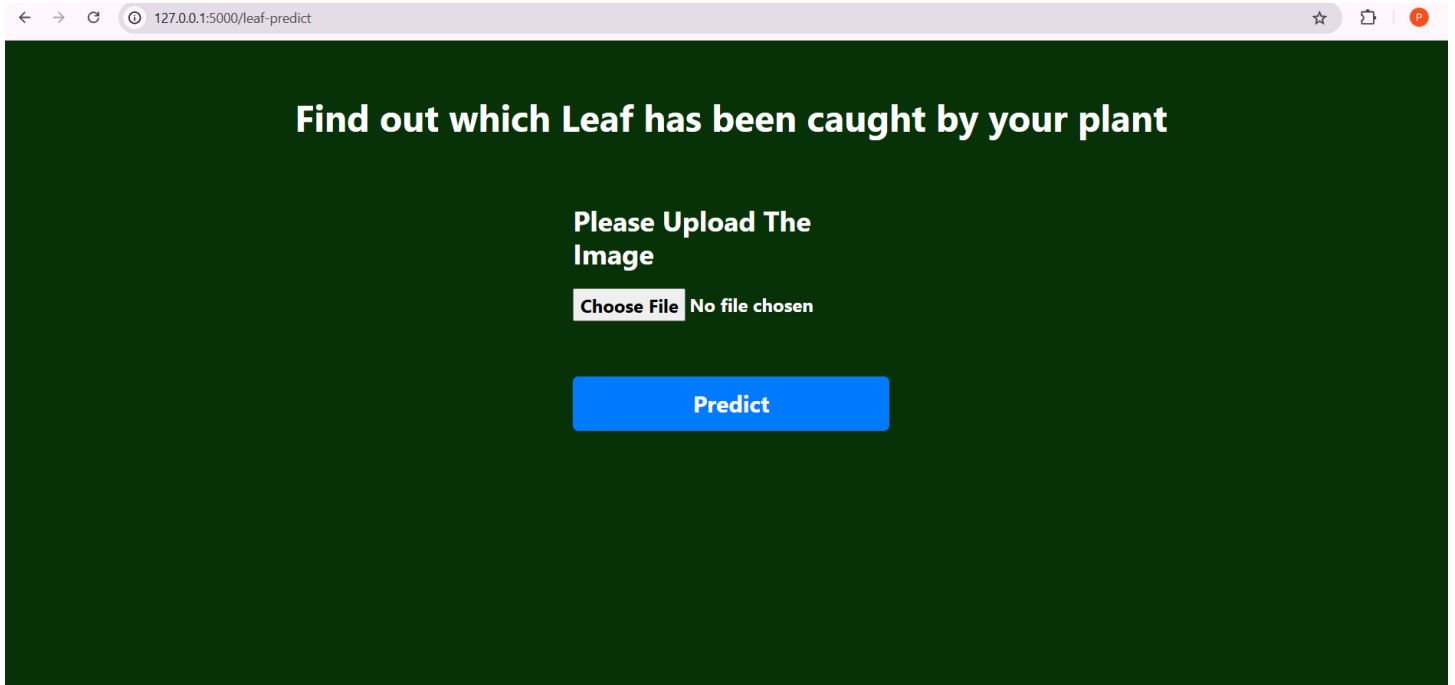 127.0.0.1:5000/leaf-predict
P
Find out which Leaf has been caught by your plant
Please Upload The
Image
Choose File No file chosen
Predict